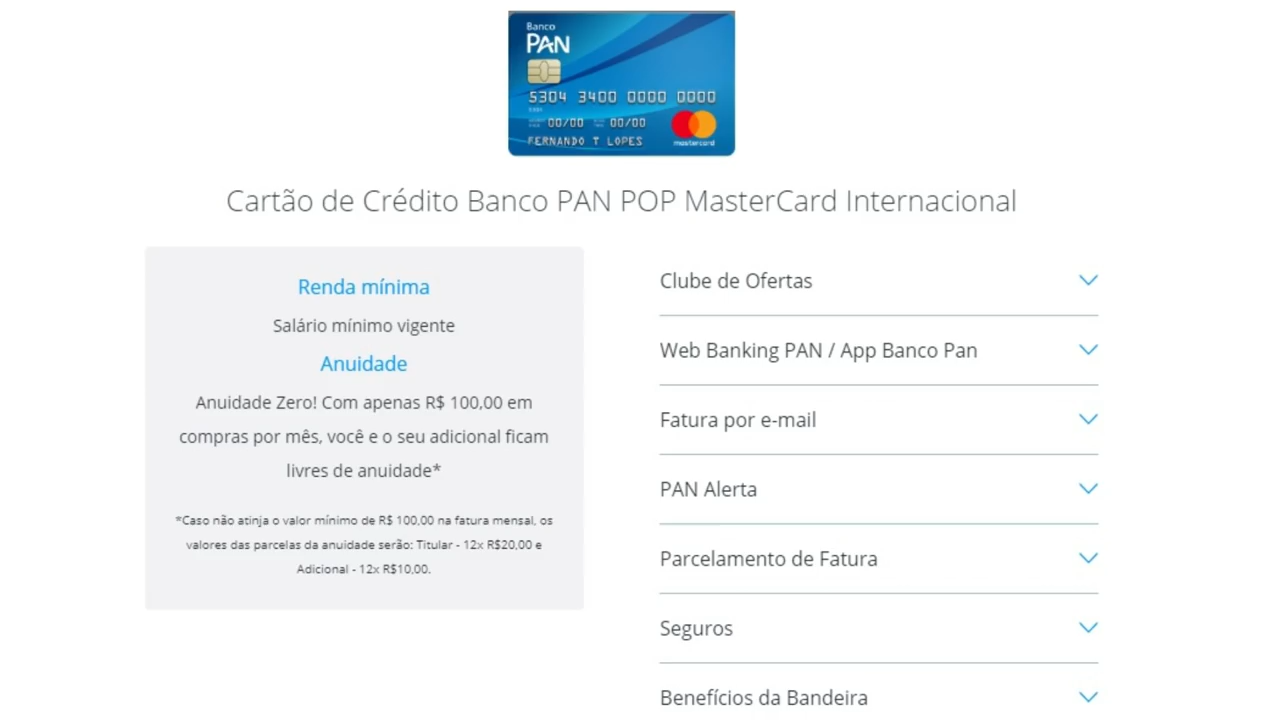 Banco
PAN
5304 3400 0000 0000
5304
00/00 00/00
FERNANDO T LOPES
mastercard
Cartão de Crédito Banco PAN POP MasterCard Internacional
Renda mínima
Salário mínimo vigente
Anuidade
Anuidade Zero! Com apenas R$ 100,00 em
compras por mês, você e o seu adicional ficam
livres de anuidade*
*Caso não atinja o valor mínimo de R$ 100,00 na fatura mensal, os
valores das parcelas da anuidade serão: Titular - 12x R$20,00 e
Adicional - 12x R$10,00.
Clube de Ofertas
Web Banking PAN / App Banco Pan
Fatura por e-mail
PAN Alerta
Parcelamento de Fatura
Seguros
Benefícios da Bandeira